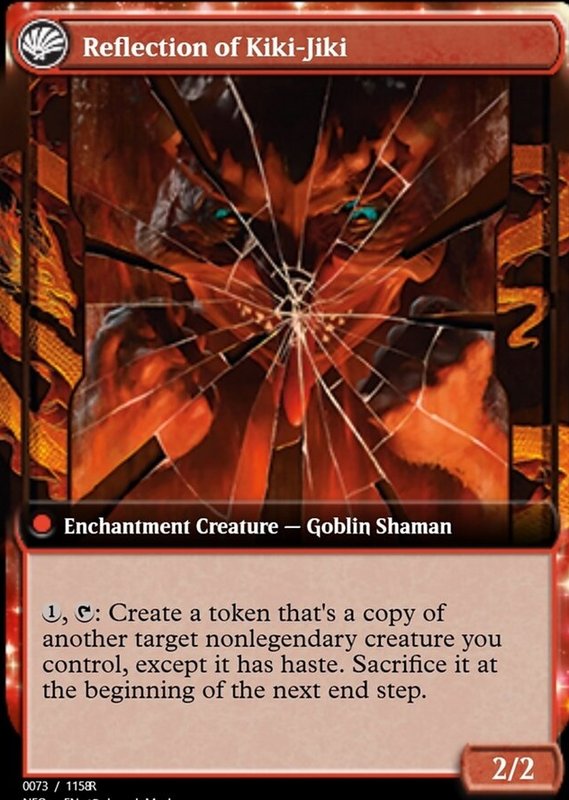 Reflection of Kiki-Jiki
Enchantment Creature — Goblin Shaman
1, T: Create a token that's a copy of
another target nonlegendary creature you
control, except it has haste. Sacrifice it at
the beginning of the next end step.
2/2
0073 / 1158R